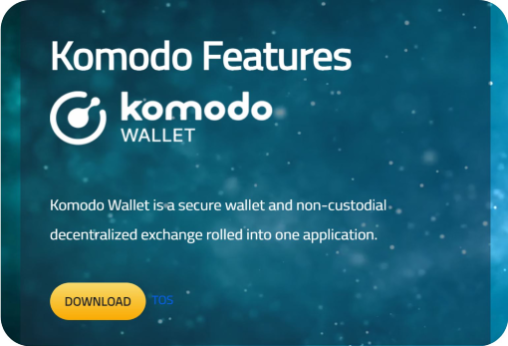 Komodo Features
komodo
WALLET
Komodo Wallet is a secure wallet and non-custodial
decentralized exchange rolled into one application.
DOWNLOAD *TOS